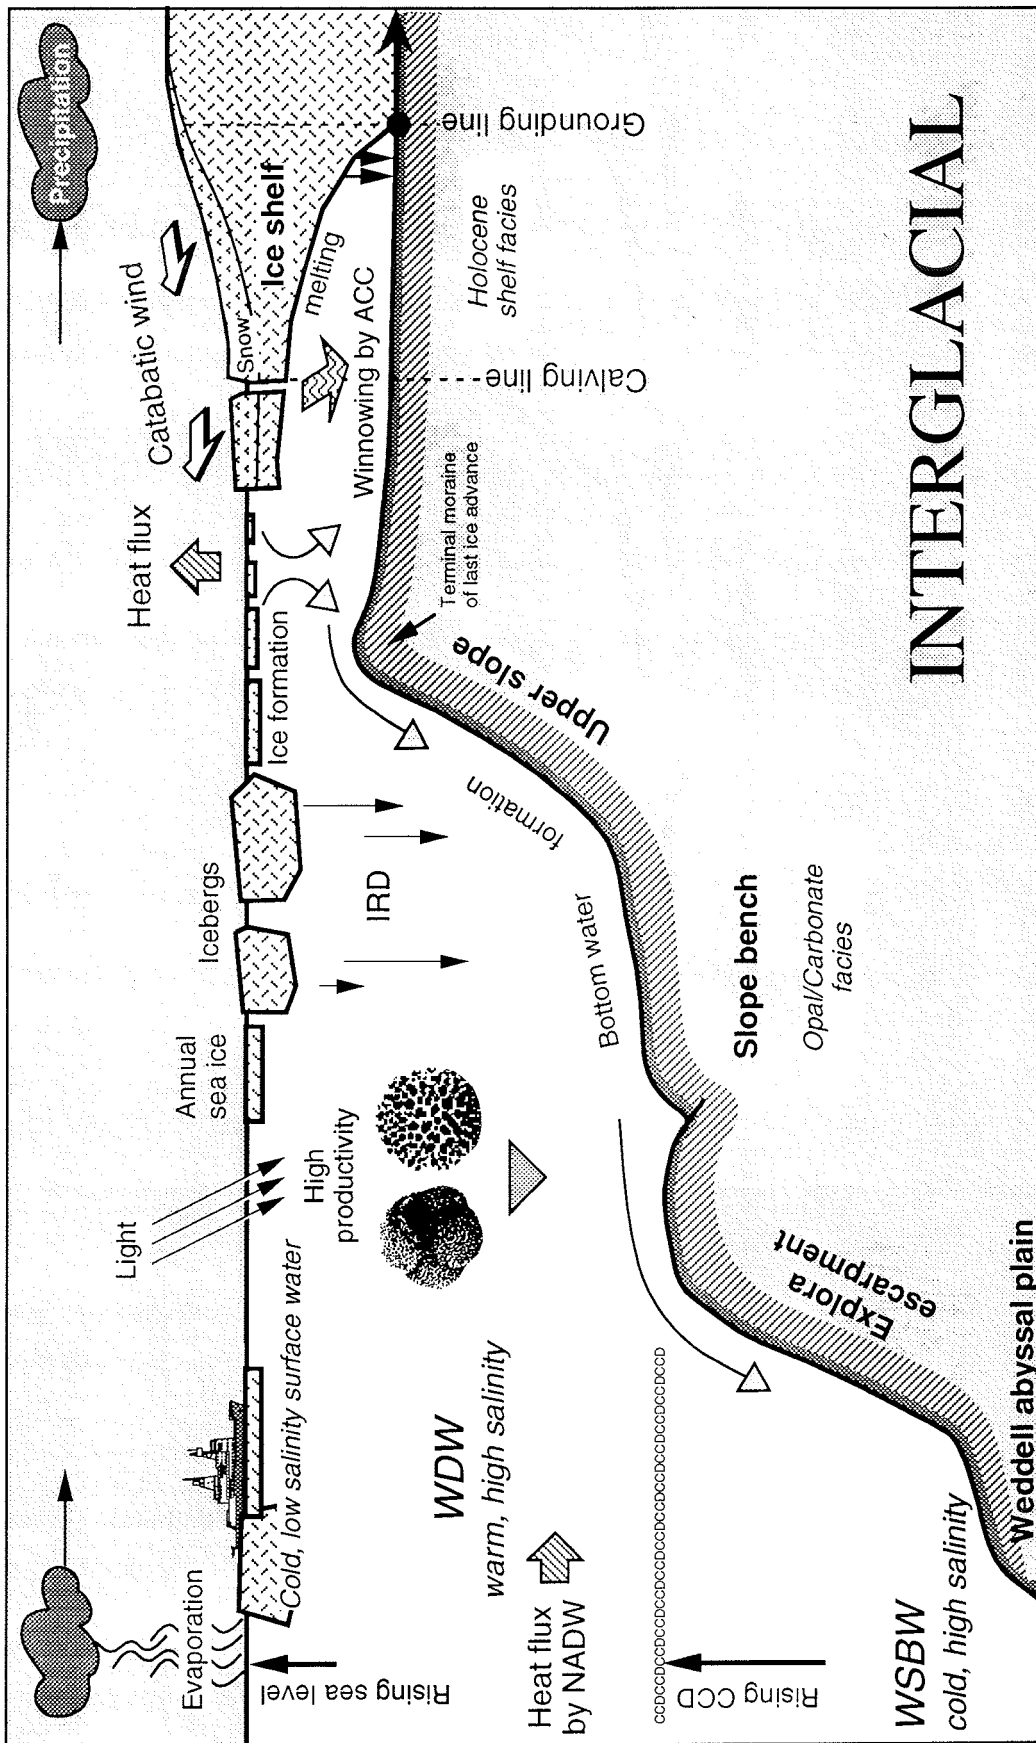 Precipitation
Evaporation
Light
Annual
sea ice
Icebergs
Heat flux
Catabatic wind
Snow
Ice shelf
melting
Ice formation
Cold, low salinity surface water
High
productivity
IRD
Winnowing by ACC
Grounding line
Calving line
Holocene
shelf facies
Terminal moraine
of last ice advance
Upper slope
Bottom water
formation
Slope bench
Opal/Carbonate
facies
Rising sea level
WDW
warm, high salinity
Heat flux
by NADW
CCDCCDCCDCCDCCDCCDCCDCCDCCDCCDCCDCCDCCDCCD
Rising CCD
Explora
escarpment
WSBW
cold, high salinity
Weddell abyssal plain
INTERGLACIAL